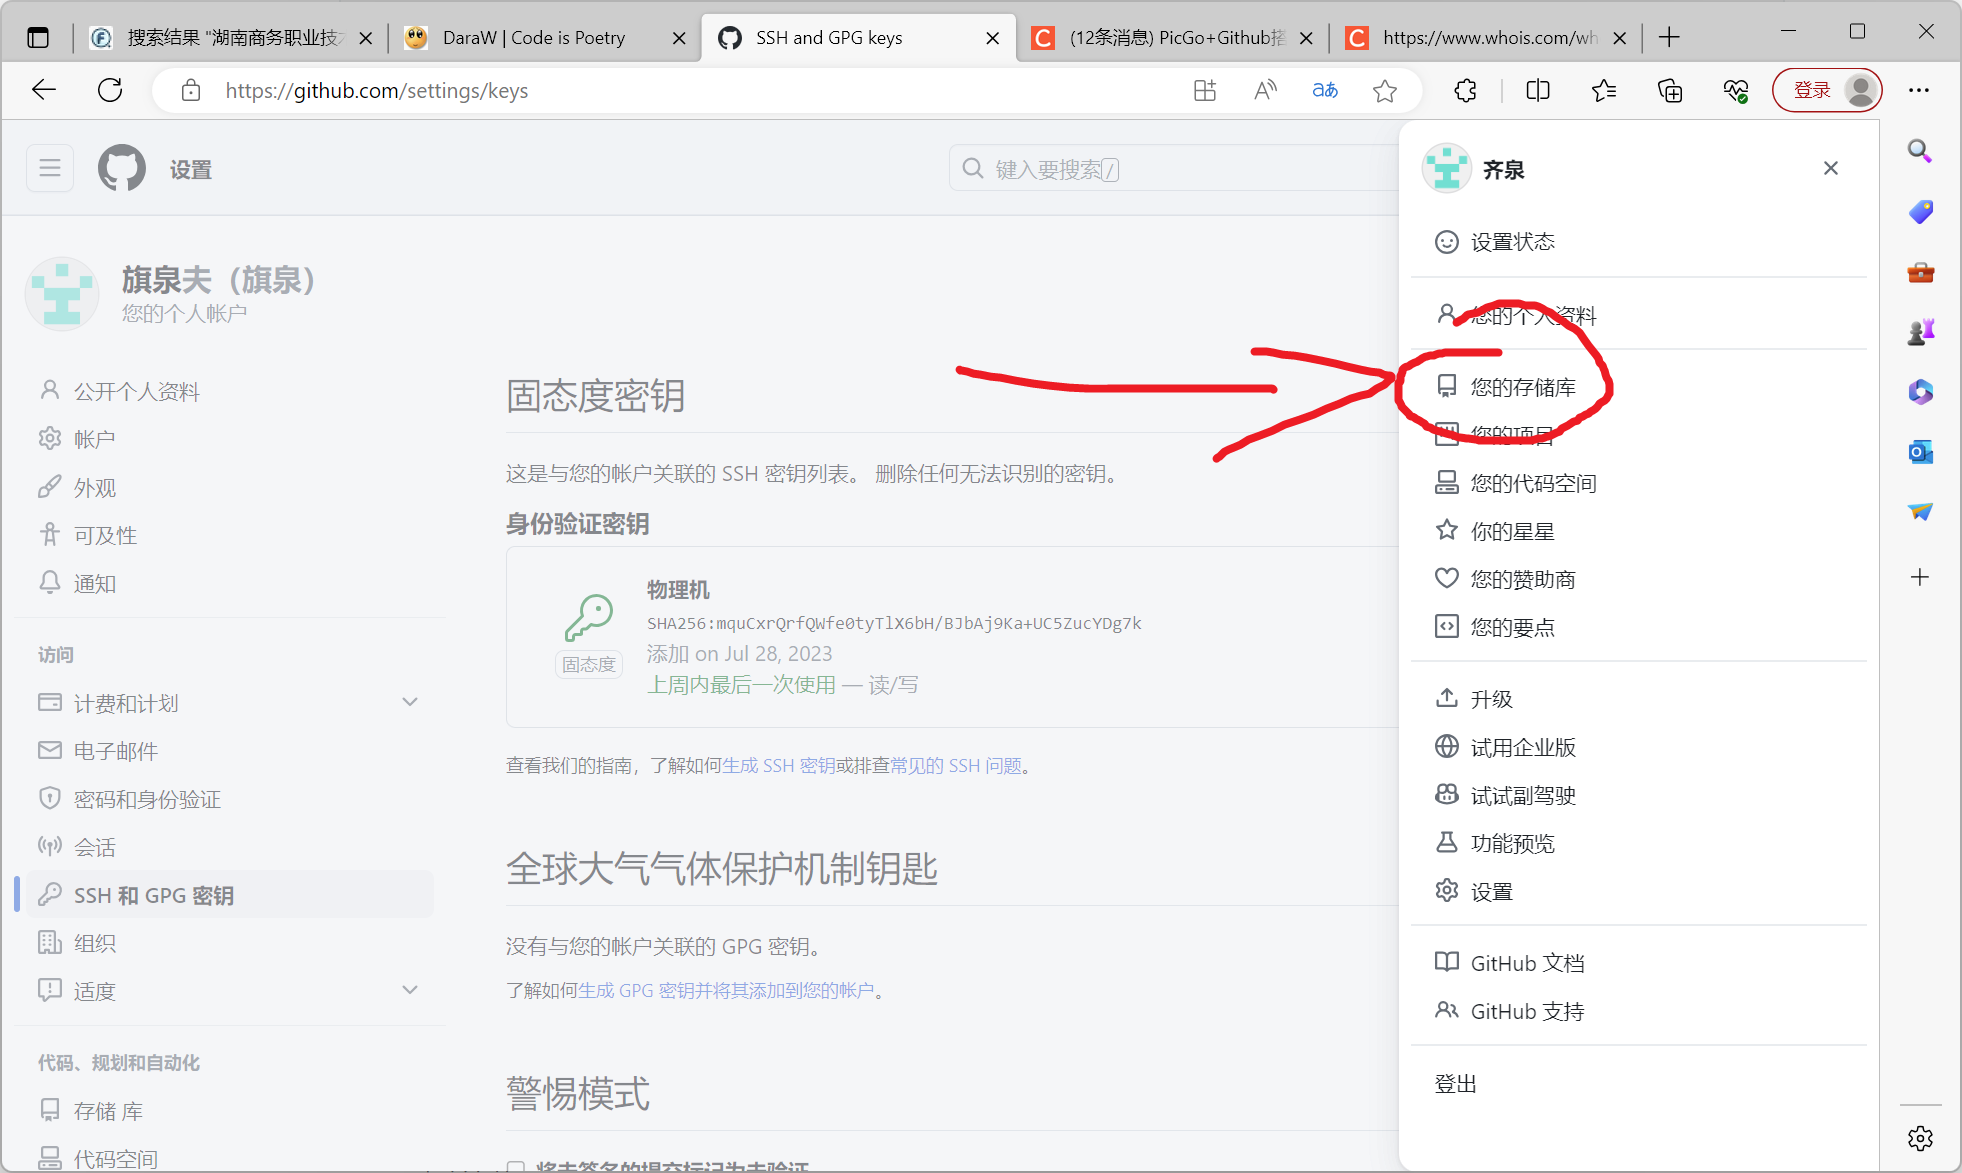 搜索结果 "湖南商务职业技
DaraW | Code is Poetry
SSH and GPG keys
(12条消息) PicGo+Github搭
https://www.whois.com/wh
https://github.com/settings/keys
aあ
登录
设置
键入要搜索/
齐泉
设置状态
您的个人资料
您的存储库
您的项目
您的代码空间
你的星星
您的赞助商
您的要点
升级
试用企业版
试试副驾驶
功能预览
设置
GitHub 文档
GitHub 支持
登出
旗泉夫（旗泉）
您的个人帐户
公开个人资料
帐户
外观
可及性
通知
访问
计费和计划
电子邮件
密码和身份验证
会话
SSH 和 GPG 密钥
组织
适度
代码、规划和自动化
存储 库
代码空间
固态度密钥
这是与您的帐户关联的 SSH 密钥列表。 删除任何无法识别的密钥。
身份验证密钥
物理机
SHA256:mquCxrQrfQWfe0tyTlX6bH/BJbAj9Ka+UC5ZucYDg7k
固态度
添加 on Jul 28, 2023
上周内最后一次使用 — 读/写
查看我们的指南，了解如何生成 SSH 密钥或排查常见的 SSH 问题。
全球大气气体保护机制钥匙
没有与您的帐户关联的 GPG 密钥。
了解如何生成 GPG 密钥并将其添加到您的帐户。
警惕模式
将未签名的提交标记为未验证